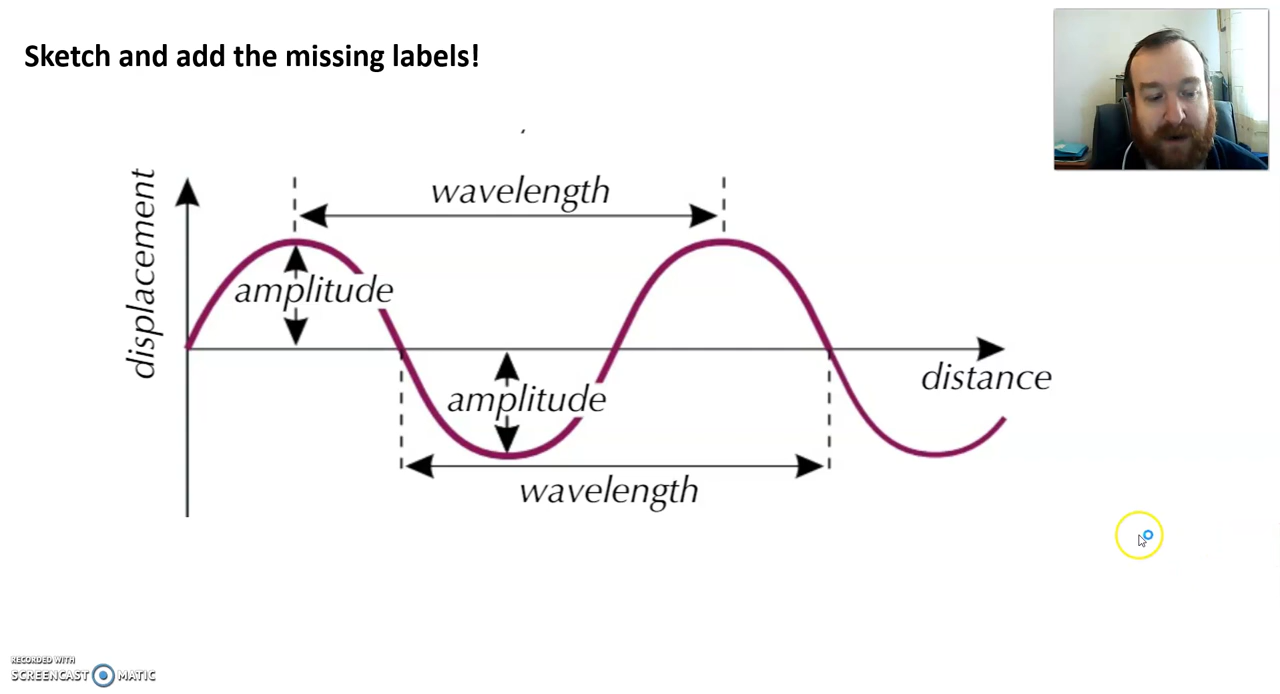 Sketch and add the missing labels!
wavelength
displacement
amplitude
distance
amplitude
wavelength
RECORDED WITH
SCREENCAST MATIC